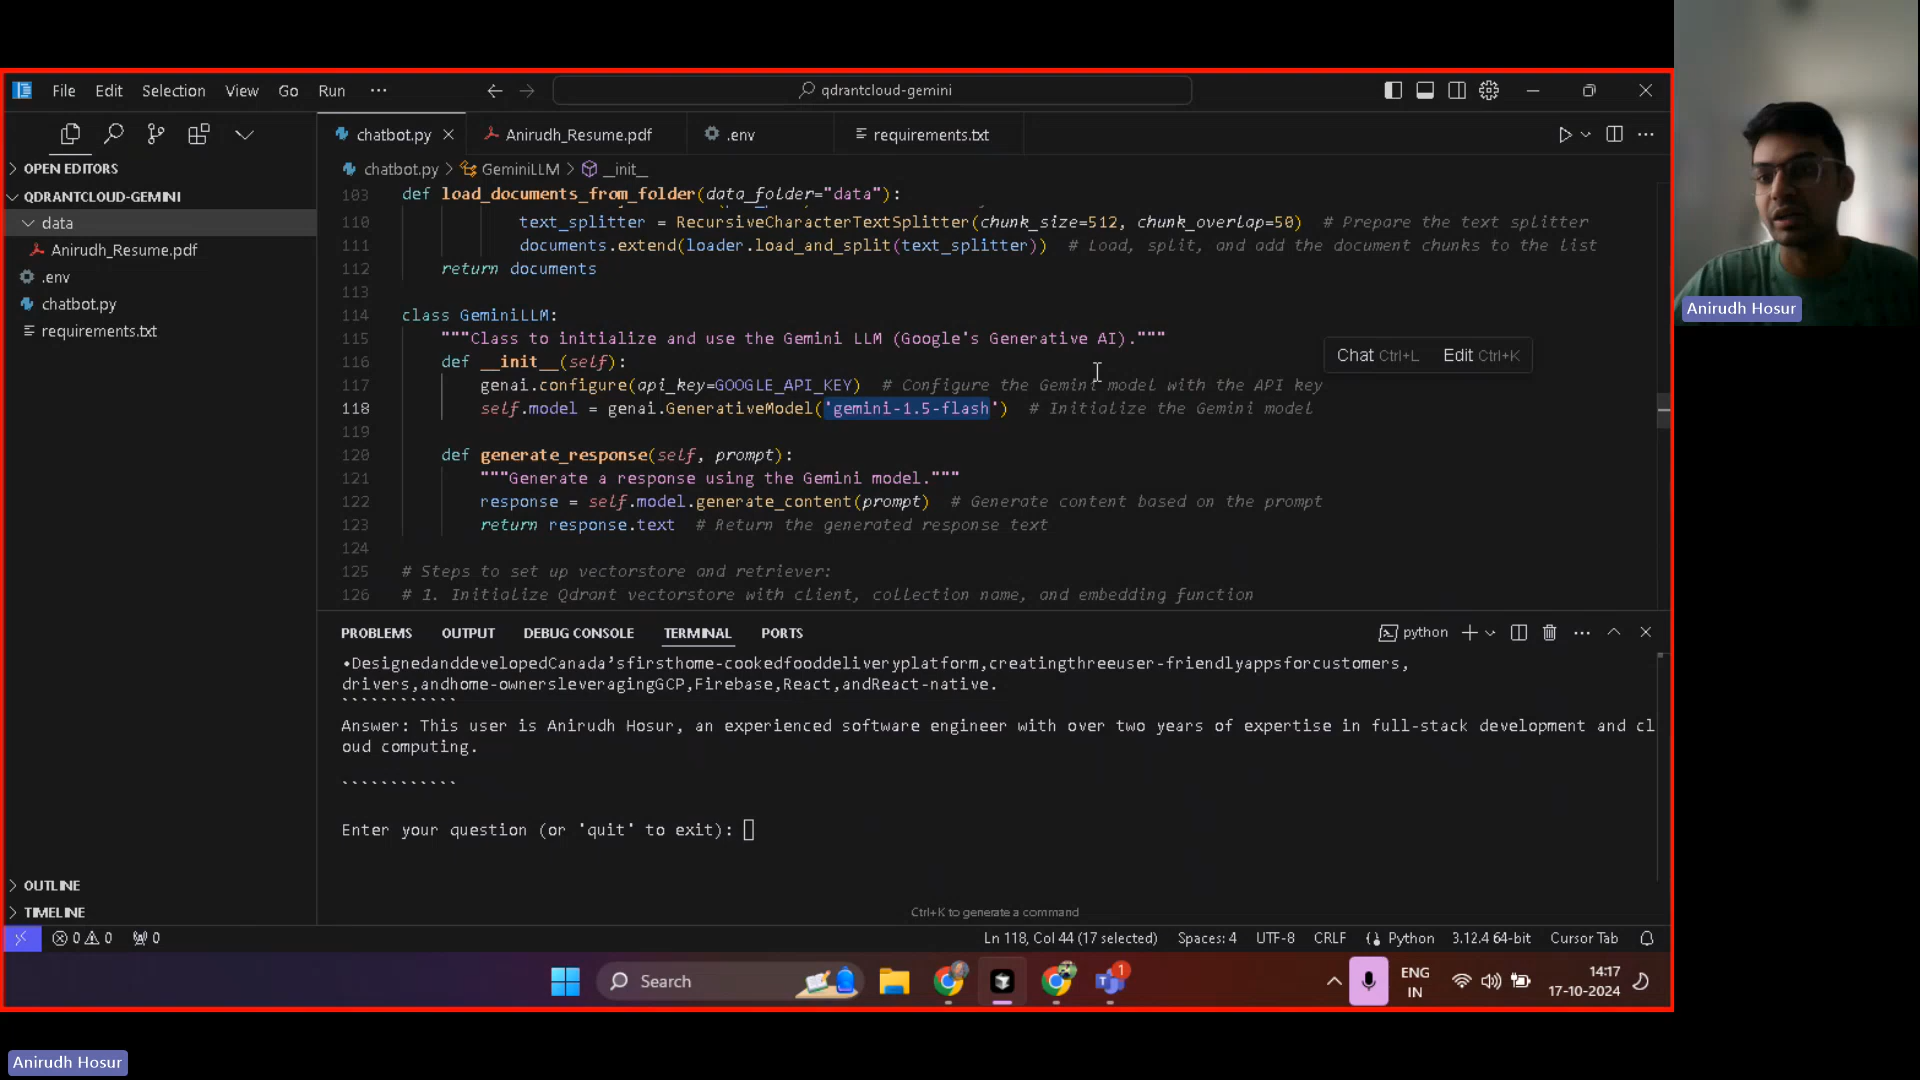 File Edit Selection View Go Run ··· qdrantcloud-gemini
chatbot.py Anirudh_Resume.pdf .env requirements.txt
OPEN EDITORS
QDRANTCLOUD-GEMINI
data
Anirudh_Resume.pdf
.env
chatbot.py
requirements.txt
OUTLINE
TIMELINE
chatbot.py > GeminiLLM > __init__
103 def load_documents_from_folder(data_folder="data"):
110 text_splitter = RecursiveCharacterTextSplitter(chunk_size=512, chunk_overlap=50) # Prepare the text splitter
111 documents.extend(loader.load_and_split(text_splitter)) # Load, split, and add the document chunks to the list
112 return documents
113
114 class GeminiLLM:
115 """Class to initialize and use the Gemini LLM (Google's Generative AI)."""
116 def __init__(self):
117 genai.configure(api_key=GOOGLE_API_KEY) # Configure the Gemini model with the API key
118 self.model = genai.GenerativeModel('gemini-1.5-flash') # Initialize the Gemini model
119
120 def generate_response(self, prompt):
121 """Generate a response using the Gemini model."""
122 response = self.model.generate_content(prompt) # Generate content based on the prompt
123 return response.text # Return the generated response text
124
125 # Steps to set up vectorstore and retriever:
126 # 1. Initialize Qdrant vectorstore with client, collection name, and embedding function
Chat Ctrl+L Edit Ctrl+K
PROBLEMS OUTPUT DEBUG CONSOLE TERMINAL PORTS python
•DesignedanddevelopedCanada’sfirsthome-cookedfooddeliveryplatform,creatingthreeuser-friendlyappsforcustomers,
drivers,andhome-ownersleveragingGCP,Firebase,React,andReact-native.
````````````
Answer: This user is Anirudh Hosur, an experienced software engineer with over two years of expertise in full-stack development and cl
oud computing.
````````````
Enter your question (or 'quit' to exit):
Ctrl+K to generate a command
0 0 0 Ln 118, Col 44 (17 selected) Spaces: 4 UTF-8 CRLF Python 3.12.4 64-bit Cursor Tab
Search 1 ENG 14:17
IN 17-10-2024
Anirudh Hosur
Anirudh Hosur